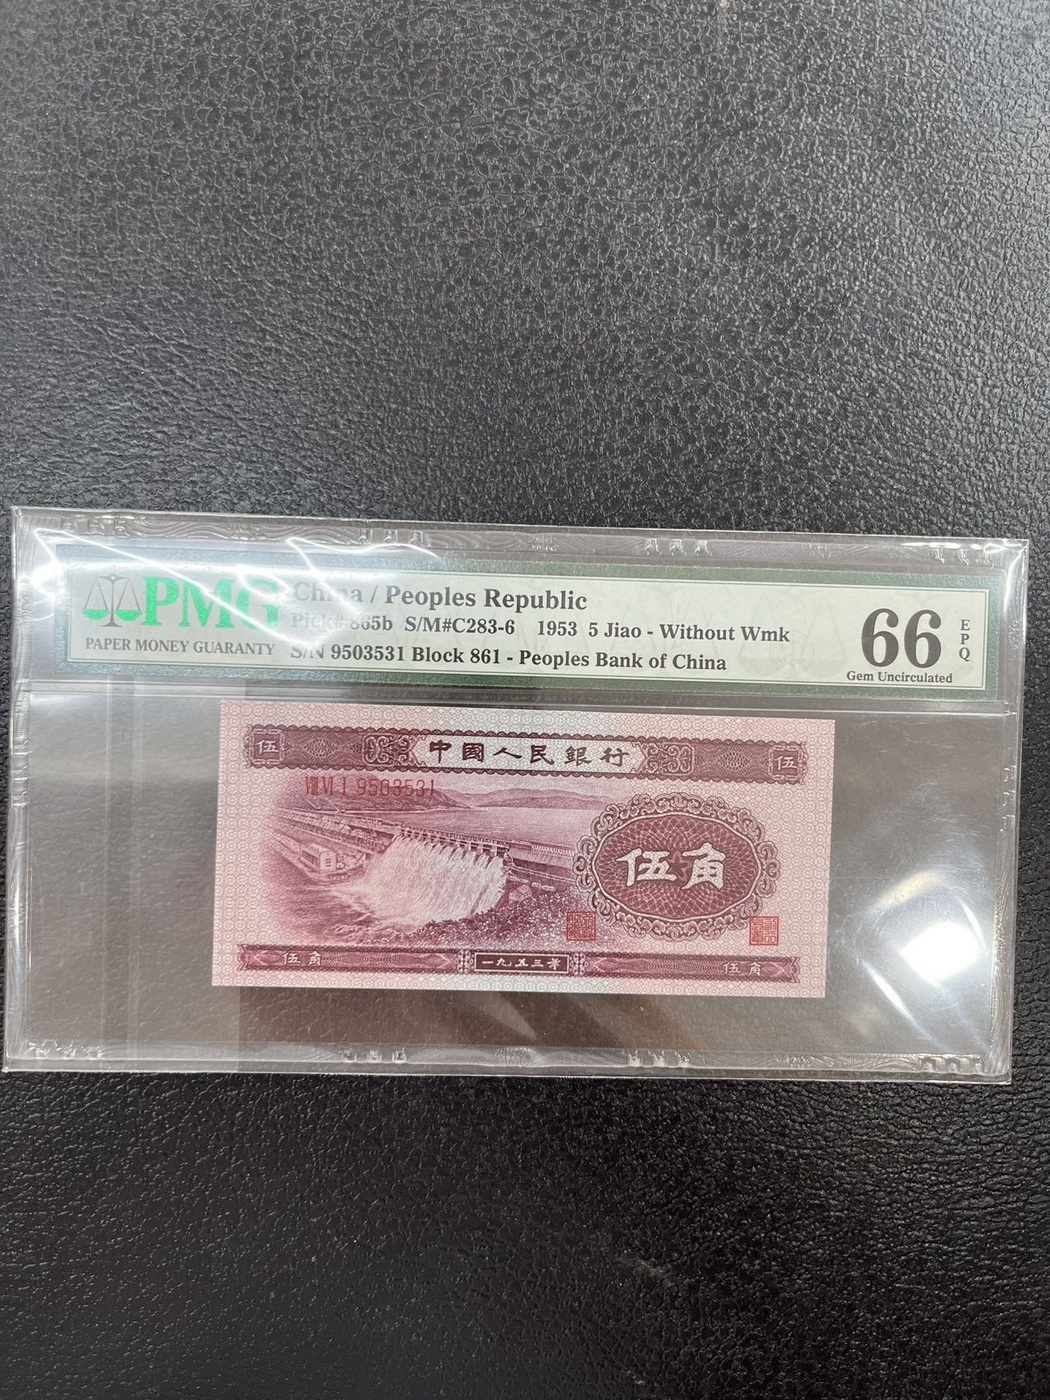 PMG
PAPER MONEY GUARANTY
China / Peoples Republic
Pick# 865b S/M#C283-6 1953 5 Jiao - Without Wmk
S/N 9503531 Block 861 - Peoples Bank of China
66
EPQ
Gem Uncirculated
伍 中國人民銀行 伍
VIII VI I 9503531
伍角
伍角 一九五三年 伍角